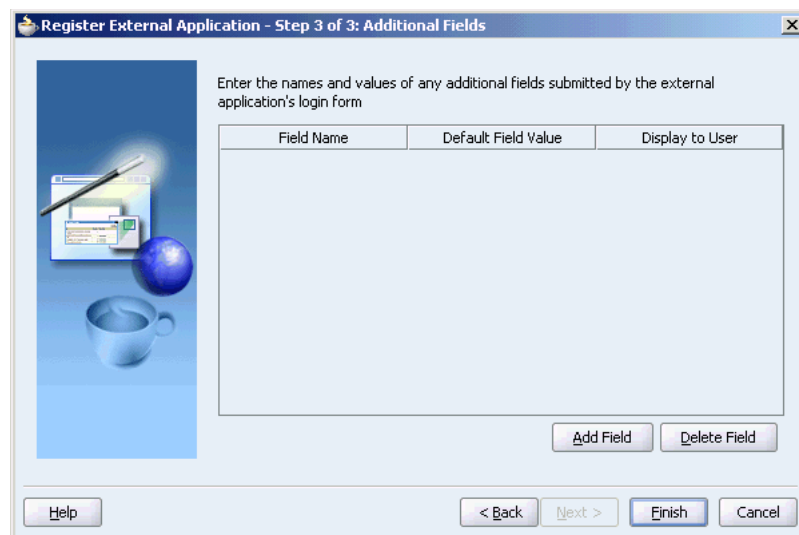 Register External Application - Step 3 of 3: Additional Fields
Enter the names and values of any additional fields submitted by the external
application's login form
Field Name Default Field Value Display to User
Add Field Delete Field
Help < Back Next > Finish Cancel